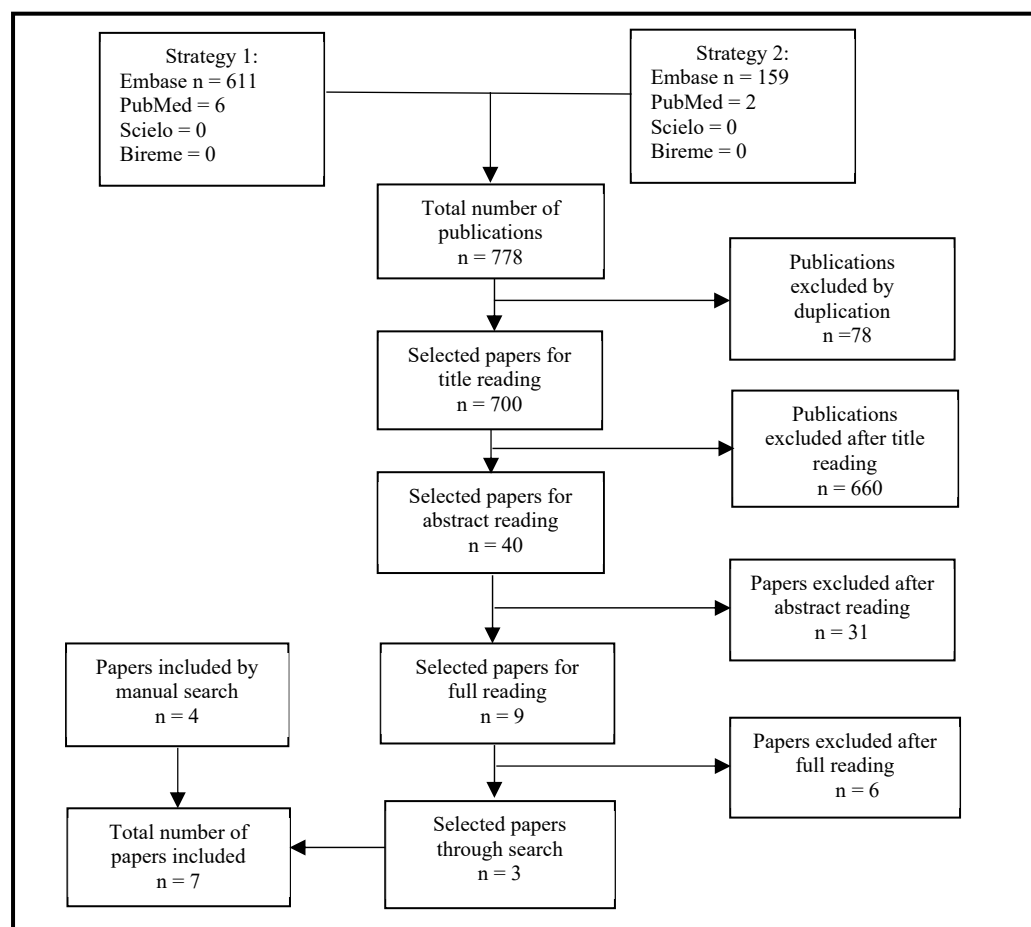 Strategy 1:
Embase n = 611
PubMed = 6
Scielo = 0
Bireme = 0
Strategy 2:
Embase n = 159
PubMed = 2
Scielo = 0
Bireme = 0
Total number of
publications
n = 778
Publications
excluded by
duplication
n =78
Selected papers for
title reading
n = 700
Publications
excluded after title
reading
n = 660
Selected papers for
abstract reading
n = 40
Papers excluded after
abstract reading
n = 31
Papers included by
manual search
n = 4
Selected papers for
full reading
n = 9
Papers excluded after
full reading
n = 6
Total number of
papers included
n = 7
Selected papers
through search
n = 3